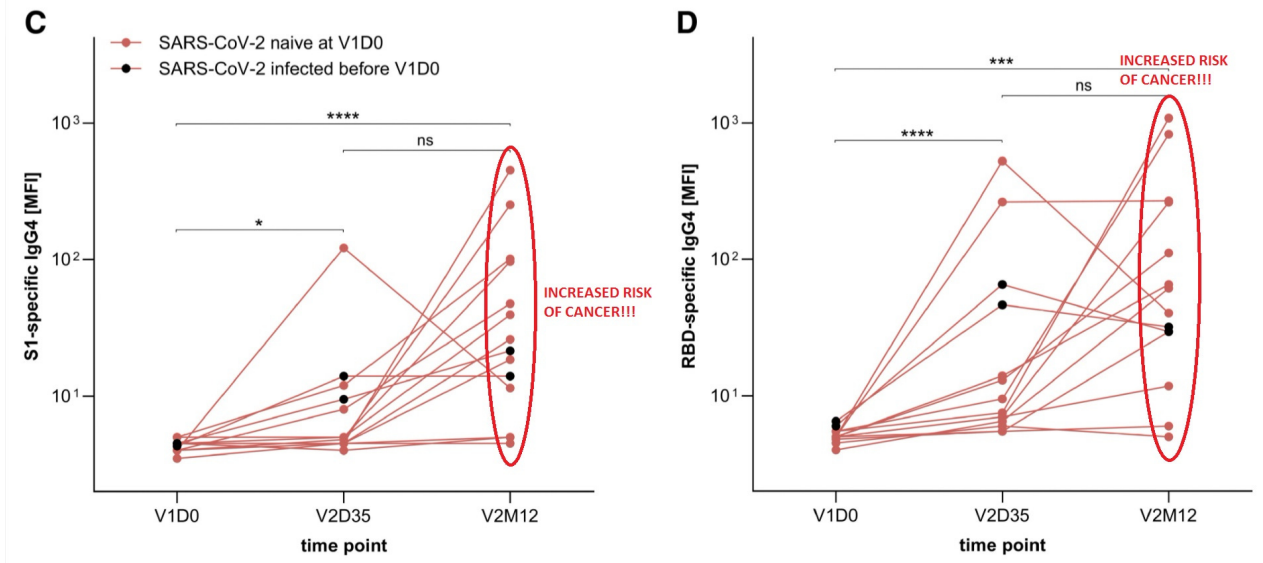 C
SARS-CoV-2 naive at V1D0
SARS-CoV-2 infected before V1D0
****
ns
*
10³
10²
10¹
S1-specific IgG4 [MFI]
INCREASED RISK
OF CANCER!!!
V1D0
V2D35
V2M12
time point
D
INCREASED RISK
OF CANCER!!!
***
ns
****
10³
10²
10¹
RBD-specific IgG4 [MFI]
V1D0
V2D35
V2M12
time point